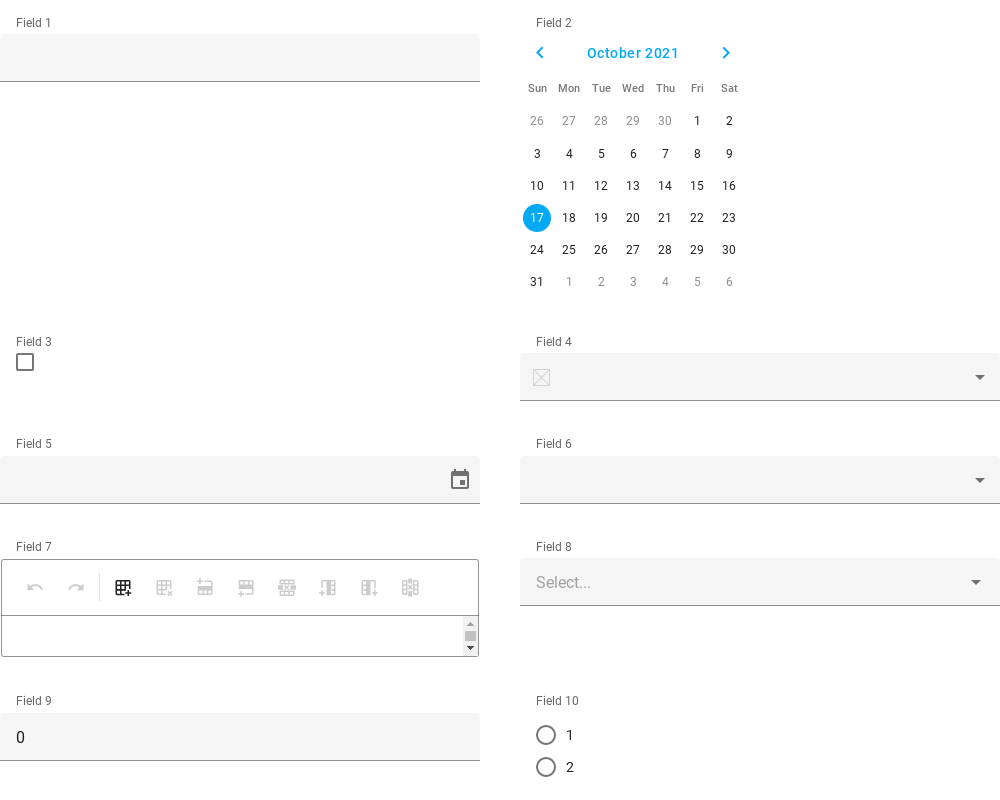 Field 1
Field 2
October 2021
Sun Mon Tue Wed Thu Fri Sat
26 27 28 29 30 1 2
3 4 5 6 7 8 9
10 11 12 13 14 15 16
17 18 19 20 21 22 23
24 25 26 27 28 29 30
31 1 2 3 4 5 6
Field 3
Field 4
Field 5
Field 6
Field 7
Field 8
Select...
Field 9
0
Field 10
1
2